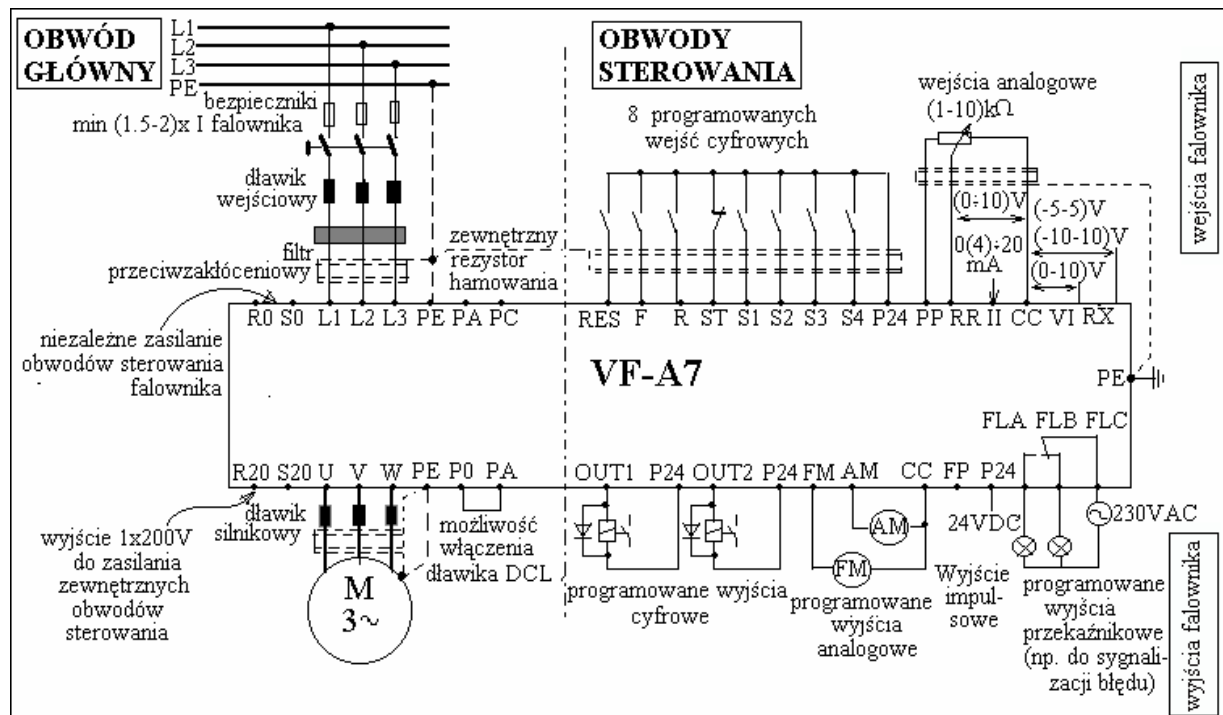 OBWÓD
GŁÓWNY
L1
L2
L3
PE
bezpieczniki
min (1.5-2)x I falownika
dławik
wejściowy
filtr
przeciwzakłóceniowy
zewnętrzny
rezystor
hamowania
niezależne zasilanie
obwodów sterowania
falownika
OBWODY
STEROWANIA
8 programowanych
wejść cyfrowych
wejścia analogowe
(1-10)kΩ
(0÷10)V
(-5-5)V
(-10-10)V
0(4)÷20
mA
(0-10)V
wejścia falownika
R0 S0 L1 L2 L3 PE PA PC
RES F R ST S1 S2 S3 S4 P24 PP RR II CC VI RX
VF-A7
PE
FLA FLB FLC
R20 S20 U V W PE P0 PA
OUT1 P24 OUT2 P24 FM AM CC FP P24
dławik
silnikowy
wyjście 1x200V
do zasilania
zewnętrznych
obwodów
sterowania
M
3~
możliwość
włączenia
dławika DCL
programowane wyjścia
cyfrowe
AM
FM
programowane
wyjścia
analogowe
Wyjście
impul-
sowe
24VDC
230VAC
programowane
wyjścia
przekaźnikowe
(np. do sygnali-
zacji błędu)
wyjścia falownika